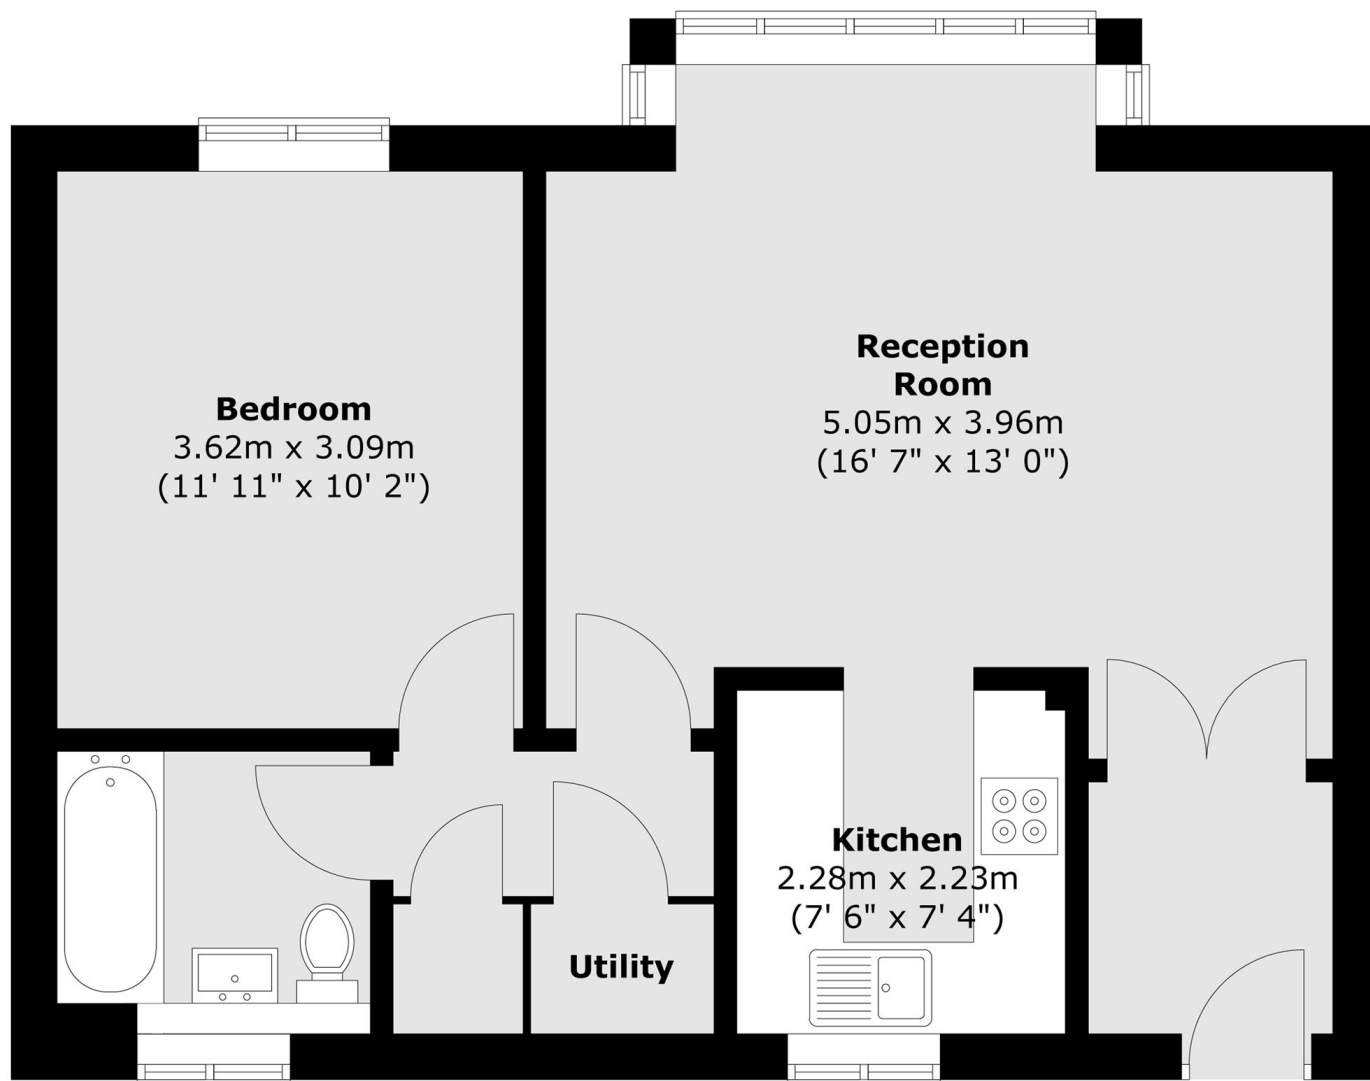 Reception
Room
5.05m x 3.96m
(16' 7" x 13' 0")
Bedroom
3.62m x 3.09m
(11' 11" x 10' 2")
Kitchen
2.28m x 2.23m
(7' 6" x 7' 4")
Utility